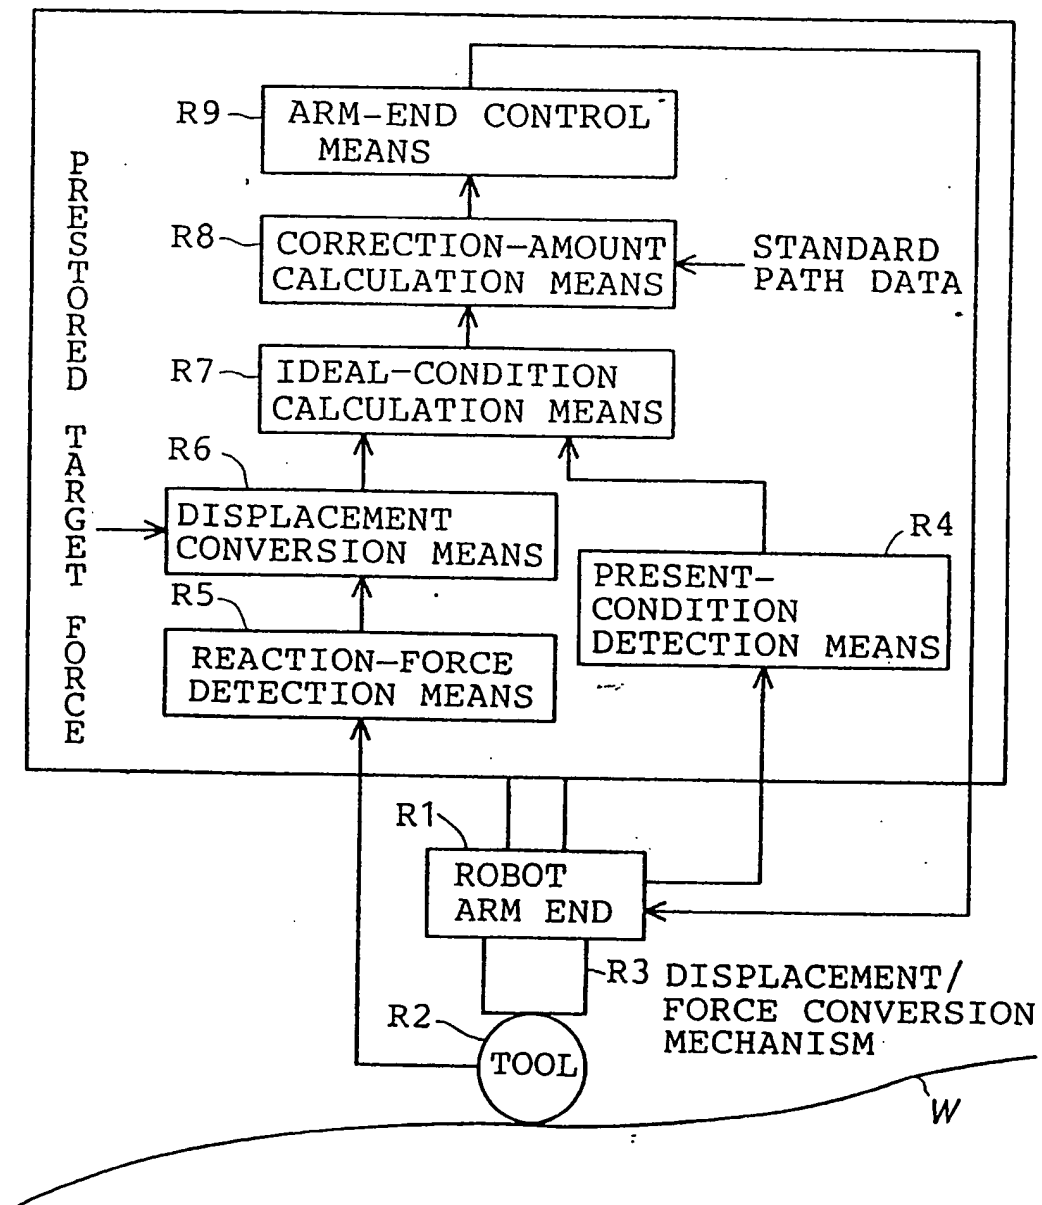 R9
ARM-END CONTROL
MEANS
PRESTORED TARGET FORCE
R8
CORRECTION-AMOUNT
CALCULATION MEANS
STANDARD
PATH DATA
R7
IDEAL-CONDITION
CALCULATION MEANS
R6
DISPLACEMENT
CONVERSION MEANS
R4
PRESENT-
CONDITION
DETECTION MEANS
R5
REACTION-FORCE
DETECTION MEANS
R1
ROBOT
ARM END
R3
DISPLACEMENT/
FORCE CONVERSION
MECHANISM
R2
TOOL
W